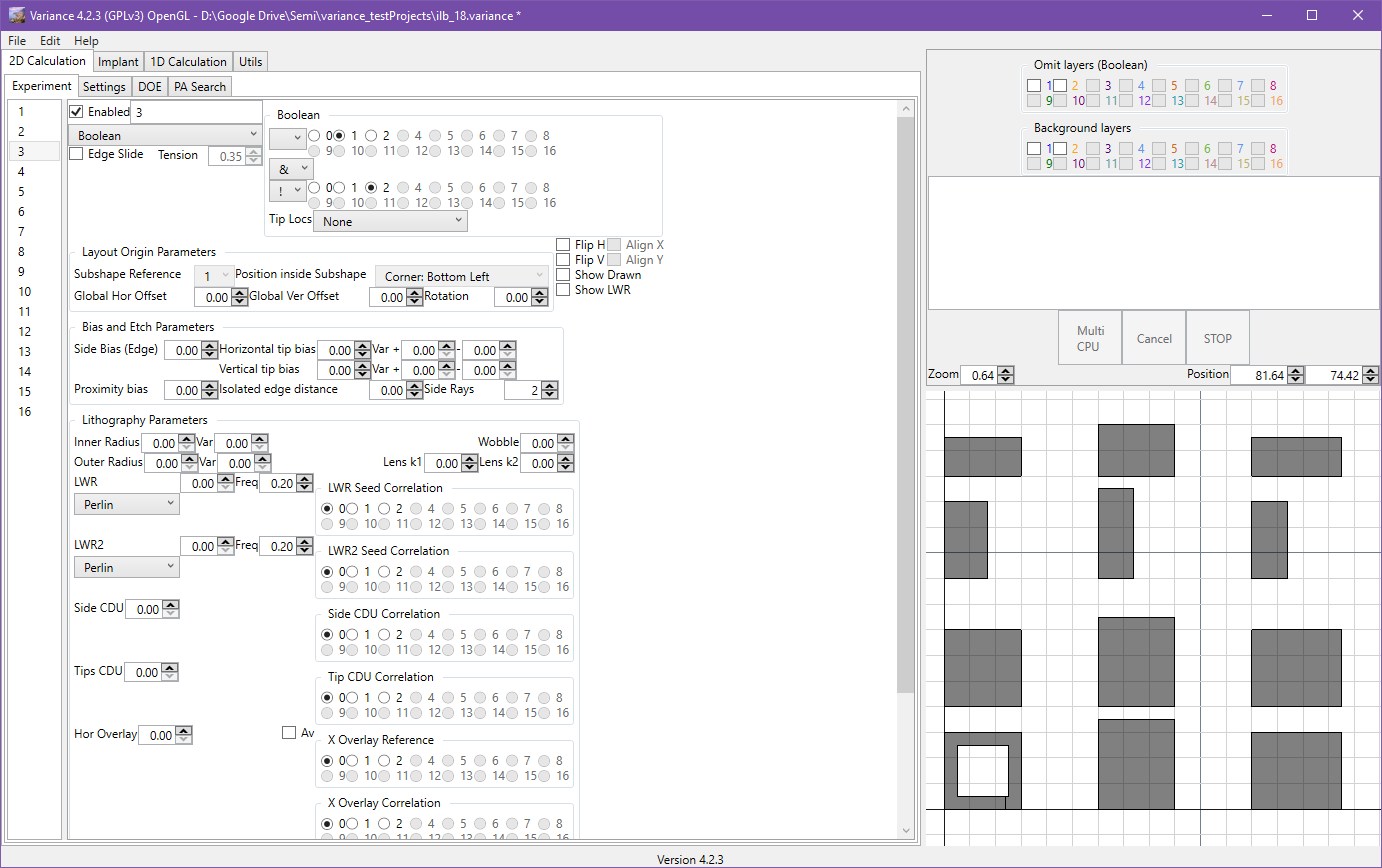 Variance 4.2.3 (GPLv3) OpenGL - D:\Google Drive\Semi\variance_testProjects\ilb_18.variance *
File Edit Help
2D Calculation Implant 1D Calculation Utils
Experiment Settings DOE PA Search
1
2
3
4
5
6
7
8
9
10
11
12
13
14
15
16
Enabled 3
Boolean
Edge Slide Tension 0.35
Boolean
0 1 2 4 5 6 7 8
9 10 11 12 13 14 15 16
&
! 0 1 2 4 5 6 7 8
9 10 11 12 13 14 15 16
Tip Locs None
Layout Origin Parameters
Subshape Reference 1 Position inside Subshape Corner: Bottom Left
Global Hor Offset 0.00 Global Ver Offset 0.00 Rotation 0.00
Flip H Align X
Flip V Align Y
Show Drawn
Show LWR
Bias and Etch Parameters
Side Bias (Edge) 0.00 Horizontal tip bias 0.00 Var + 0.00 - 0.00
Vertical tip bias 0.00 Var + 0.00 - 0.00
Proximity bias 0.00 Isolated edge distance 0.00 Side Rays 2
Lithography Parameters
Inner Radius 0.00 Var 0.00 Wobble 0.00
Outer Radius 0.00 Var 0.00 Lens k1 0.00 Lens k2 0.00
LWR 0.00 Freq 0.20
Perlin
LWR Seed Correlation
0 1 2 4 5 6 7 8
9 10 11 12 13 14 15 16
LWR2 0.00 Freq 0.20
Perlin
LWR2 Seed Correlation
0 1 2 4 5 6 7 8
9 10 11 12 13 14 15 16
Side CDU 0.00
Side CDU Correlation
0 1 2 4 5 6 7 8
9 10 11 12 13 14 15 16
Tips CDU 0.00
Tip CDU Correlation
0 1 2 4 5 6 7 8
9 10 11 12 13 14 15 16
Hor Overlay 0.00 Av
X Overlay Reference
0 1 2 4 5 6 7 8
9 10 11 12 13 14 15 16
X Overlay Correlation
0 1 2 4 5 6 7 8
9 10 11 12 13 14 15 16
Omit layers (Boolean)
1 2 3 4 5 6 7 8
9 10 11 12 13 14 15 16
Background layers
1 2 3 4 5 6 7 8
9 10 11 12 13 14 15 16
Multi
CPU
Cancel
STOP
Zoom 0.64 Position 81.64 74.42
Version 4.2.3